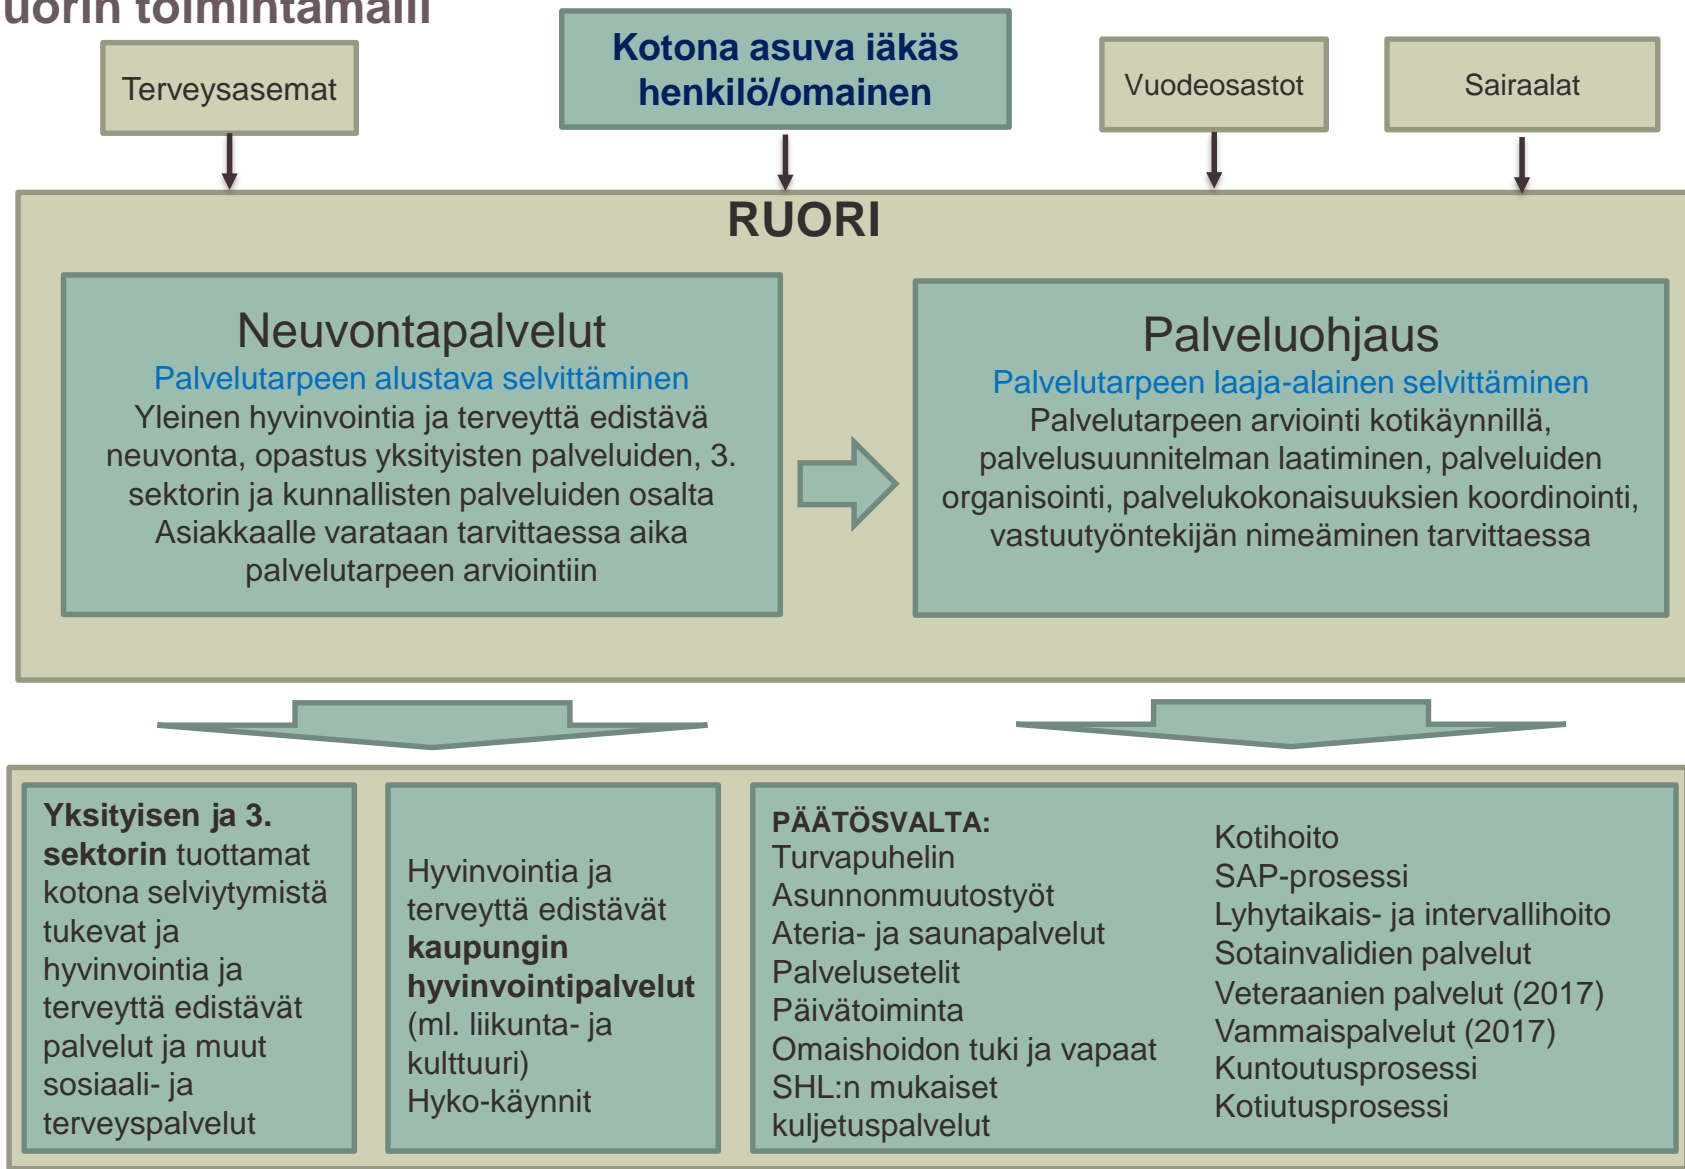 uorin toimintamalli
Terveysasemat
Kotona asuva iäkäs
henkilö/omainen
Vuodeosastot
Sairaalat
RUORI
Neuvontapalvelut
Palvelutarpeen alustava selvittäminen
Yleinen hyvinvointia ja terveyttä edistävä
neuvonta, opastus yksityisten palveluiden, 3.
sektorin ja kunnallisten palveluiden osalta
Asiakkaalle varataan tarvittaessa aika
palvelutarpeen arviointiin
Palveluohjaus
Palvelutarpeen laaja-alainen selvittäminen
Palvelutarpeen arviointi kotikäynnillä,
palvelusuunnitelman laatiminen, palveluiden
organisointi, palvelukokonaisuuksien koordinointi,
vastuutyöntekijän nimeäminen tarvittaessa
Yksityisen ja 3.
sektorin tuottamat
kotona selviytymistä
tukevat ja
hyvinvointia ja
terveyttä edistävät
palvelut ja muut
sosiaali- ja
terveyspalvelut
Hyvinvointia ja
terveyttä edistävät
kaupungin
hyvinvointipalvelut
(ml. liikunta- ja
kulttuuri)
Hyko-käynnit
PÄÄTÖSVALTA:
Turvapuhelin
Asunnonmuutostyöt
Ateria- ja saunapalvelut
Palvelusetelit
Päivätoiminta
Omaishoidon tuki ja vapaat
SHL:n mukaiset
kuljetuspalvelut
Kotihoito
SAP-prosessi
Lyhytaikais- ja intervallihoito
Sotainvalidien palvelut
Veteraanien palvelut (2017)
Vammaispalvelut (2017)
Kuntoutusprosessi
Kotiutusprosessi